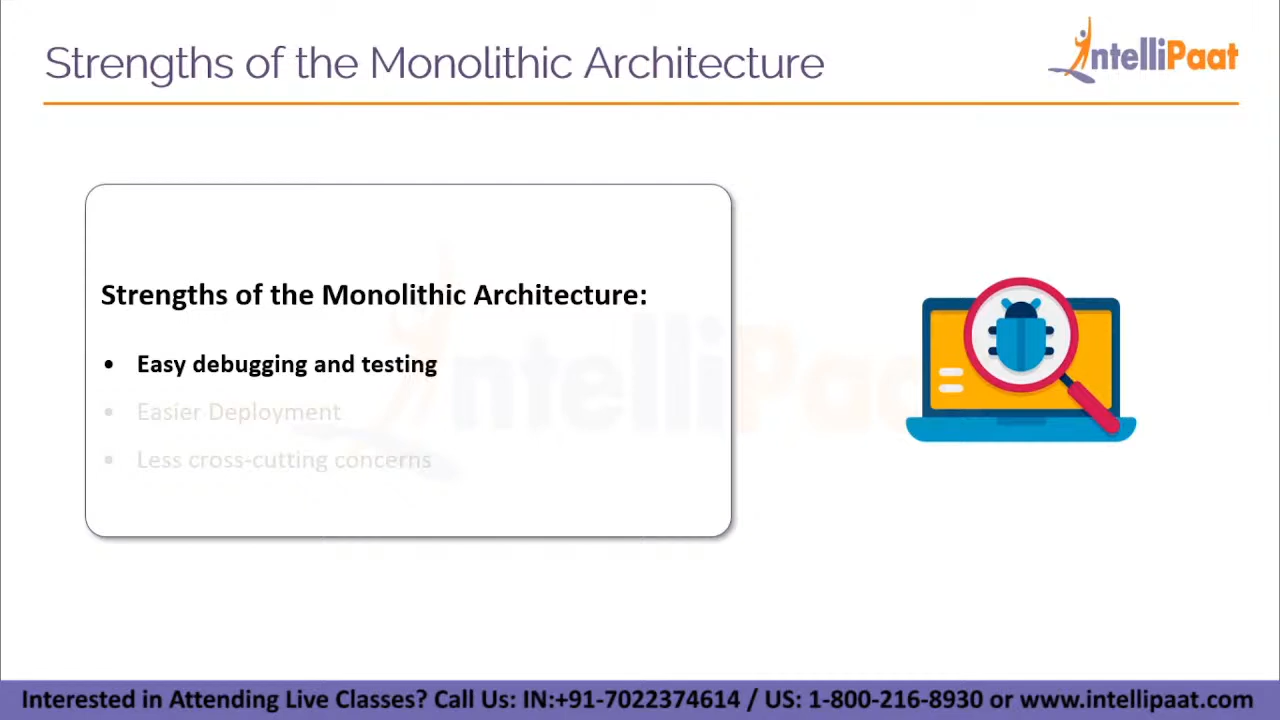 Strengths of the Monolithic Architecture
IntelliPaat
Strengths of the Monolithic Architecture:
• Easy debugging and testing
• Easier Deployment
• Less cross-cutting concerns
IntelliPaat
Interested in Attending Live Classes? Call Us: IN:+91-7022374614 / US: 1-800-216-8930 or www.intellipaat.com